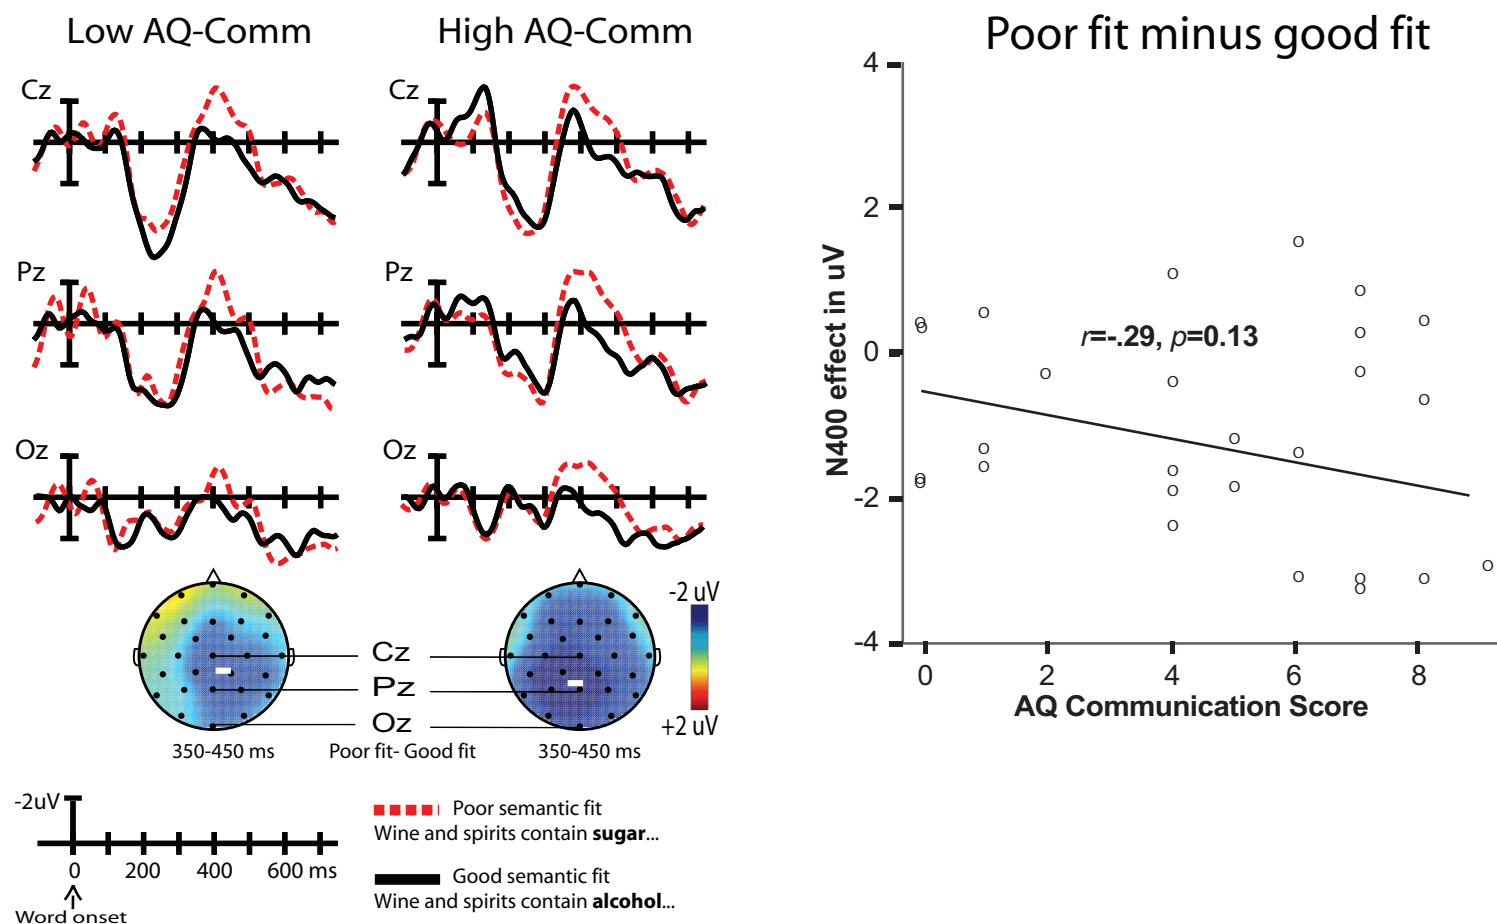 Low AQ-Comm
High AQ-Comm
Cz
Cz
Pz
Pz
Oz
Oz
-2 uV
+2 uV
Cz
Pz
Oz
350-450 ms
Poor fit- Good fit
350-450 ms
-2uV
0 200 400 600 ms
Word onset
Poor semantic fit
Wine and spirits contain sugar...
Good semantic fit
Wine and spirits contain alcohol...
Poor fit minus good fit
4
2
0
-2
-4
N400 effect in uV
r=-.29, p=0.13
0 2 4 6 8
AQ Communication Score